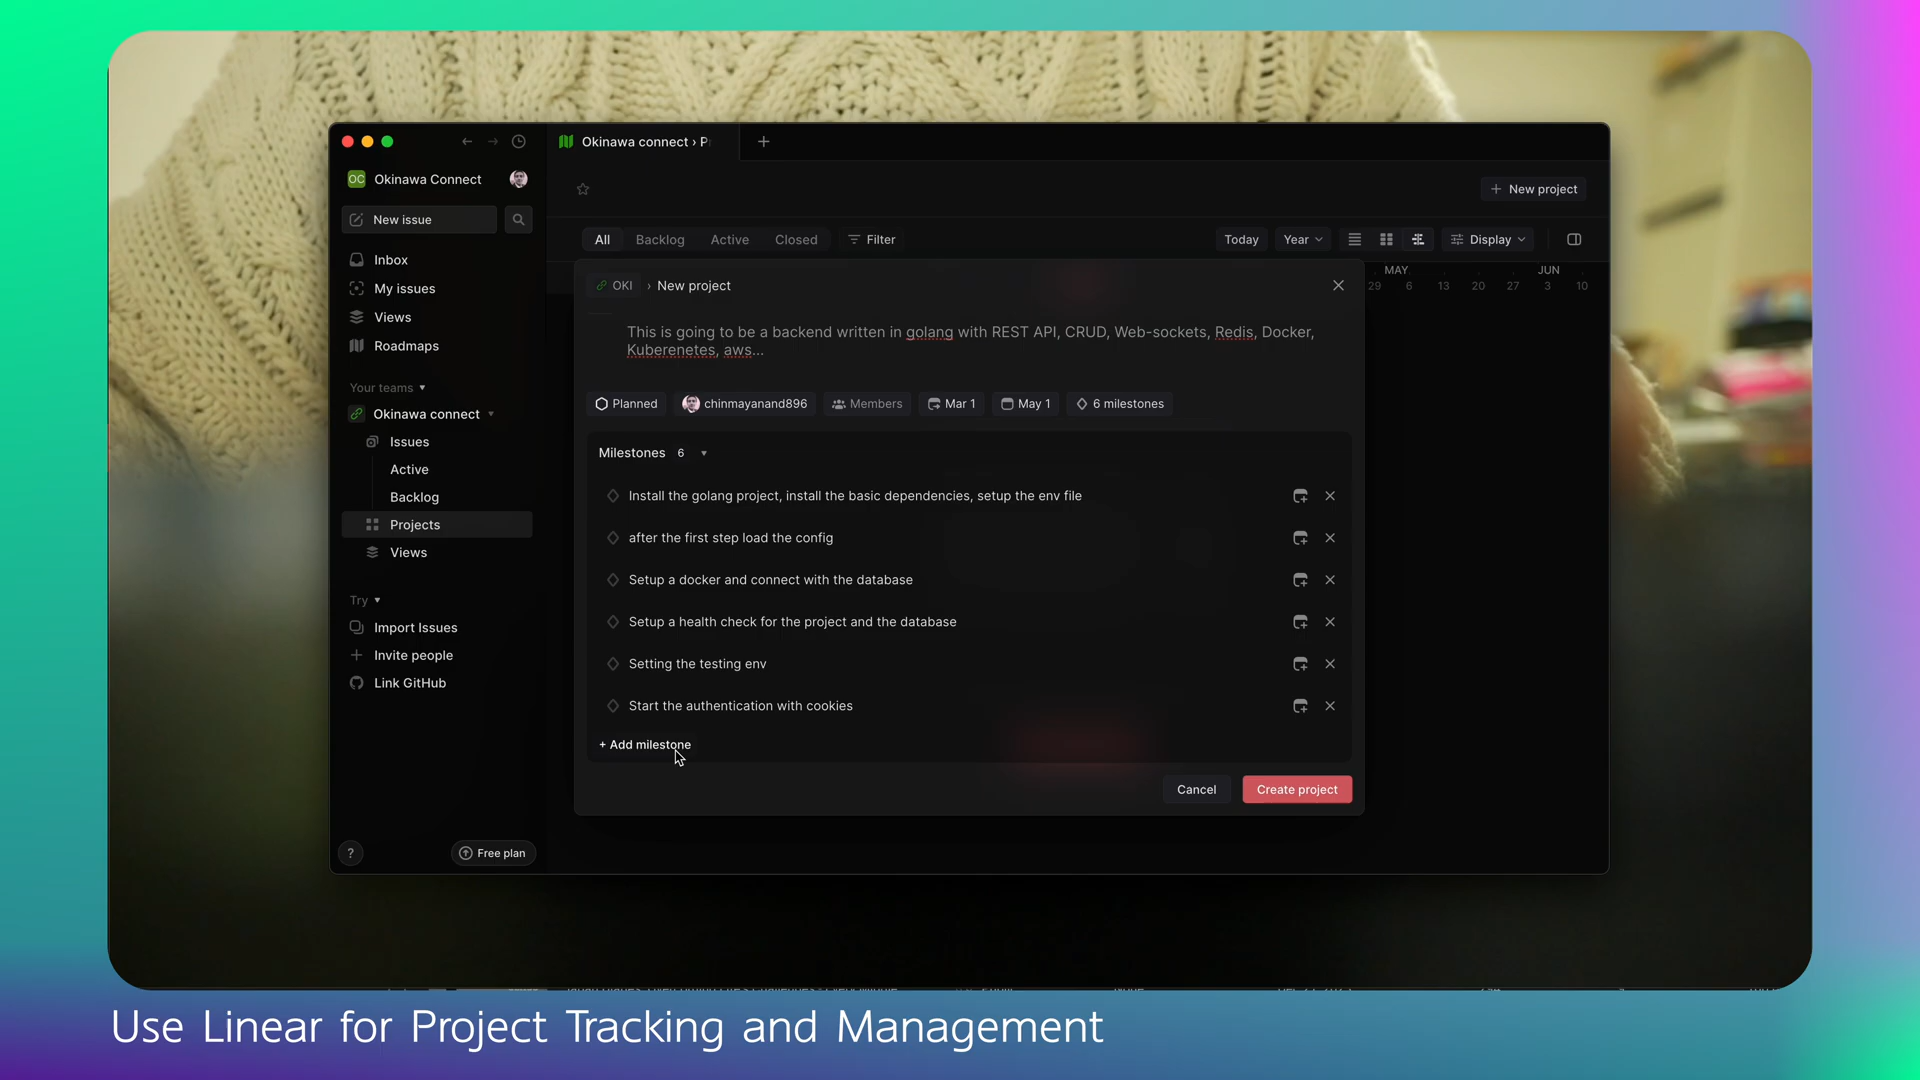 Okinawa connect › P
OC Okinawa Connect
New project
New issue
All Backlog Active Closed Filter Today Year Display
Inbox
My issues
Views
Roadmaps
Your teams
Okinawa connect
Issues
Active
Backlog
Projects
Views
Try
Import Issues
Invite people
Link GitHub
? Free plan
MAY JUN
29 6 13 20 27 3 10
OKI › New project
This is going to be a backend written in golang with REST API, CRUD, Web-sockets, Redis, Docker,
Kuberenetes, aws...
Planned chinmayanand896 Members Mar 1 May 1 6 milestones
Milestones 6
Install the golang project, install the basic dependencies, setup the env file
after the first step load the config
Setup a docker and connect with the database
Setup a health check for the project and the database
Setting the testing env
Start the authentication with cookies
+ Add milestone
Cancel Create project
Use Linear for Project Tracking and Management